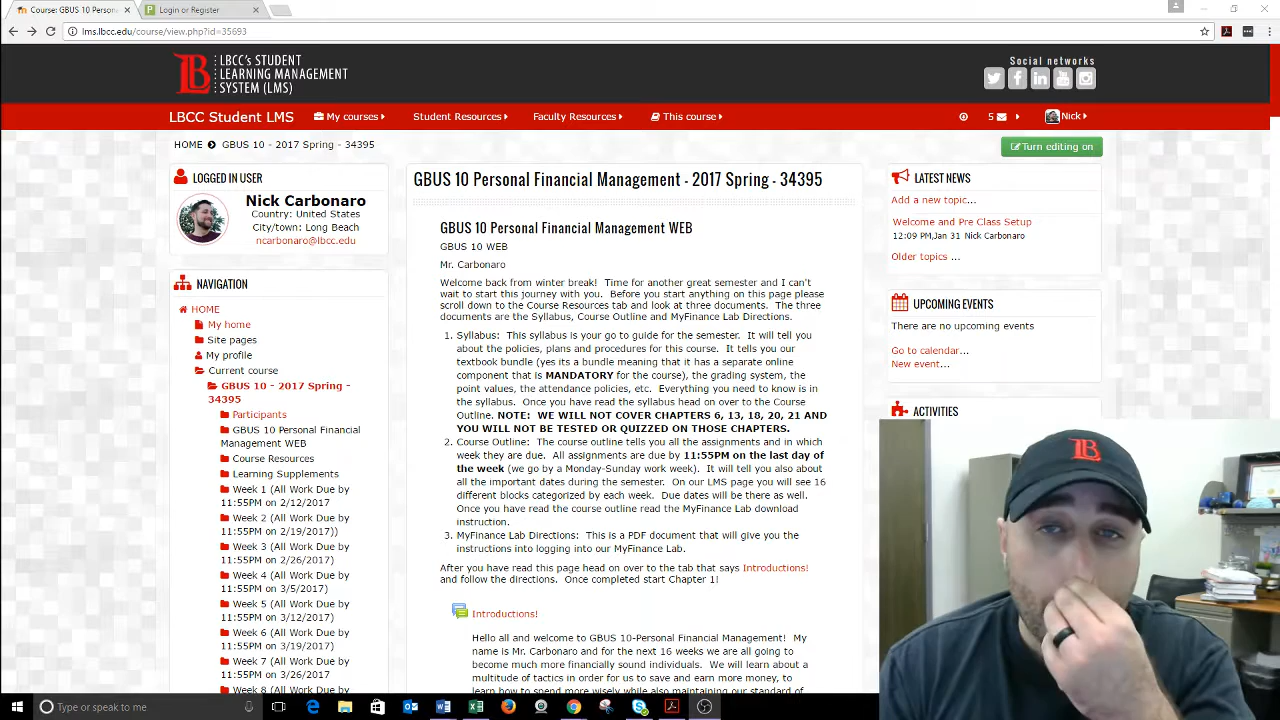 Course: GBUS 10 Person
Login or Register
lms.lbcc.edu/course/view.php?id=35693
LBCC's STUDENT
LEARNING MANAGEMENT
SYSTEM (LMS)
Social networks
LBCC Student LMS
My courses
Student Resources
Faculty Resources
This course
5
Nick
HOME
GBUS 10 - 2017 Spring - 34395
Turn editing on
LOGGED IN USER
Nick Carbonaro
Country: United States
City/town: Long Beach
ncarbonaro@lbcc.edu
NAVIGATION
HOME
My home
Site pages
My profile
Current course
GBUS 10 - 2017 Spring -
34395
Participants
GBUS 10 Personal Financial
Management WEB
Course Resources
Learning Supplements
Week 1 (All Work Due by
11:55PM on 2/12/2017)
Week 2 (All Work Due by
11:55PM on 2/19/2017))
Week 3 (All Work Due by
11:55PM on 2/26/2017)
Week 4 (All Work Due by
11:55PM on 3/5/2017)
Week 5 (All Work Due by
11:55PM on 3/12/2017)
Week 6 (All Work Due by
11:55PM on 3/19/2017)
Week 7 (All Work Due by
11:55PM on 3/26/2017
Week 8 (All Work Due by
GBUS 10 Personal Financial Management - 2017 Spring - 34395
GBUS 10 Personal Financial Management WEB
GBUS 10 WEB
Mr. Carbonaro
Welcome back from winter break! Time for another great semester and I can't
wait to start this journey with you. Before you start anything on this page please
scroll down to the Course Resources tab and look at three documents. The three
documents are the Syllabus, Course Outline and MyFinance Lab Directions.
1. Syllabus: This syllabus is your go to guide for the semester. It will tell you
about the policies, plans and procedures for this course. It tells you our
textbook bundle (yes its a bundle meaning that it has a separate online
component that is MANDATORY for the course), the grading system, the
point values, the attendance policies, etc. Everything you need to know is in
the syllabus. Once you have read the syllabus head on over to the Course
Outline. NOTE: WE WILL NOT COVER CHAPTERS 6, 13, 18, 20, 21 AND
YOU WILL NOT BE TESTED OR QUIZZED ON THOSE CHAPTERS.
2. Course Outline: The course outline tells you all the assignments and in which
week they are due. All assignments are due by 11:55PM on the last day of
the week (we go by a Monday-Sunday work week). It will tell you also about
all the important dates during the semester. On our LMS page you will see 16
different blocks categorized by each week. Due dates will be there as well.
Once you have read the course outline read the MyFinance Lab download
instruction.
3. MyFinance Lab Directions: This is a PDF document that will give you the
instructions into logging into our MyFinance Lab.
After you have read this page head on over to the tab that says Introductions!
and follow the directions. Once completed start Chapter 1!
Introductions!
Hello all and welcome to GBUS 10-Personal Financial Management! My
name is Mr. Carbonaro and for the next 16 weeks we are all going to
become much more financially sound individuals. We will learn about a
multitude of tactics in order for us to save and earn more money, to
learn how to spend more wisely while also maintaining our standard of
LATEST NEWS
Add a new topic...
Welcome and Pre Class Setup
12:09 PM,Jan 31 Nick Carbonaro
Older topics ...
UPCOMING EVENTS
There are no upcoming events
Go to calendar...
New event...
ACTIVITIES
Type or speak to me